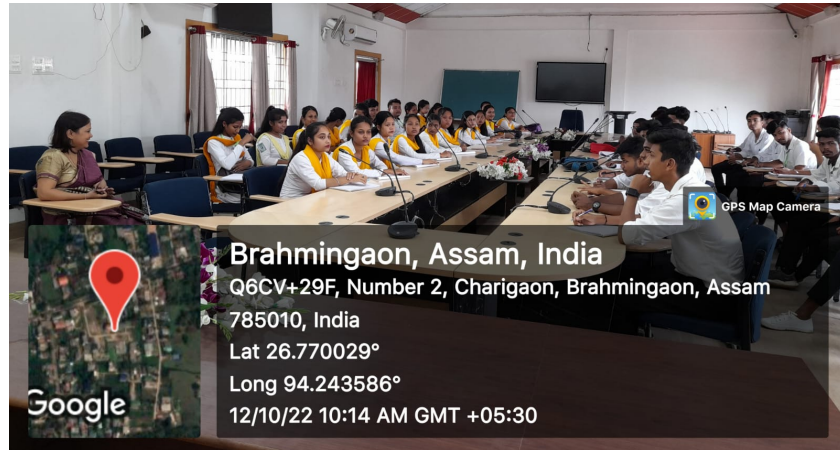 GPS Map Camera
Brahmingaon, Assam, India
Q6CV+29F, Number 2, Charigaon, Brahmingaon, Assam
785010, India
Lat 26.770029°
Long 94.243586°
12/10/22 10:14 AM GMT +05:30
Google